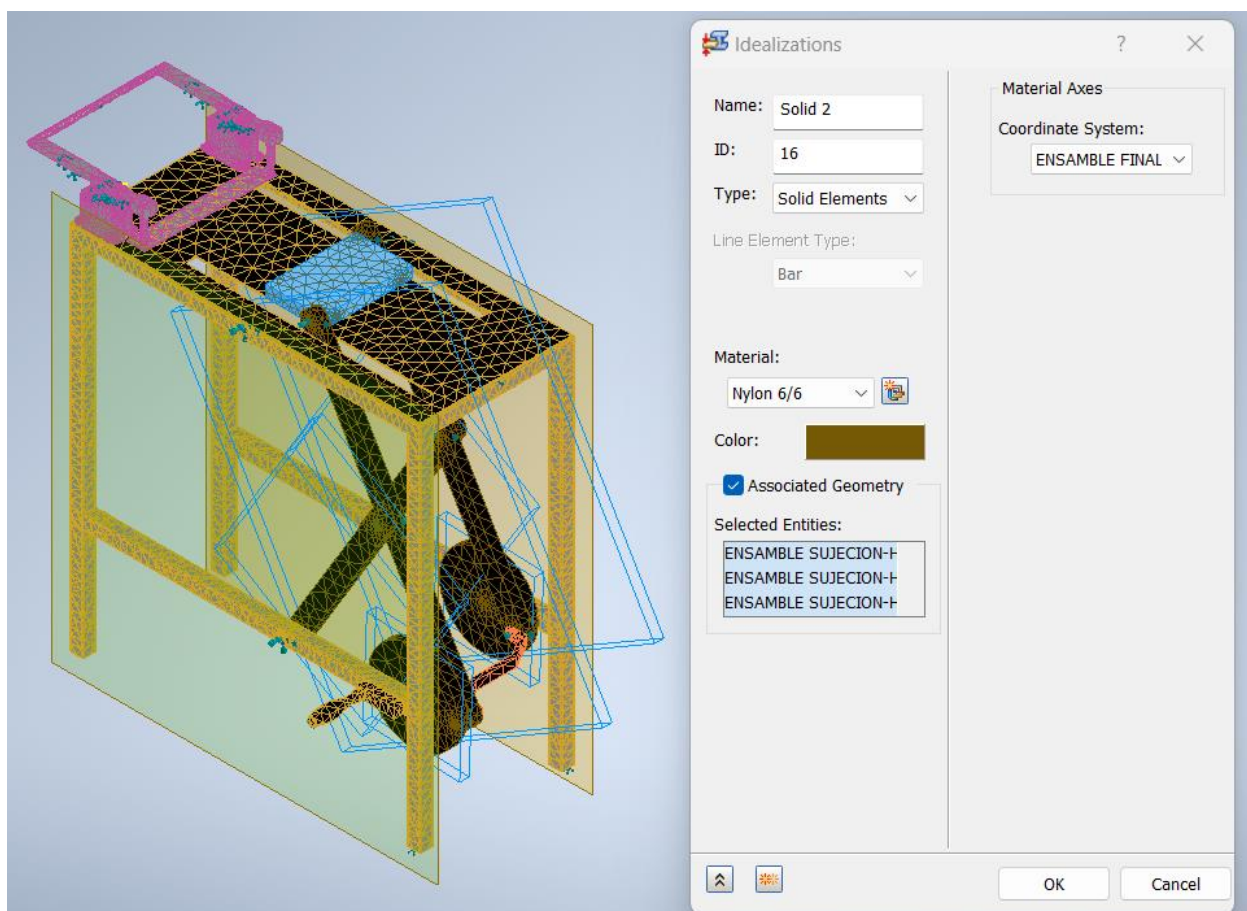 Idealizations
?
Name: Solid 2
ID: 16
Type: Solid Elements
Line Element Type:
Bar
Material:
Nylon 6/6
Color:
Associated Geometry
Selected Entities:
ENSAMBLE SUJECION-H
ENSAMBLE SUJECION-H
ENSAMBLE SUJECION-H
Material Axes
Coordinate System:
ENSAMBLE FINAL
OK Cancel